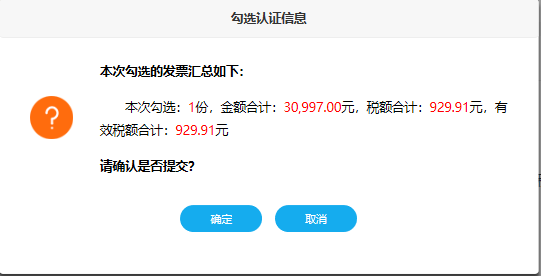 勾选认证信息
本次勾选的发票汇总如下：
本次勾选：1份，金额合计：30,997.00元，税额合计：929.91元，有
效税额合计：929.91元
请确认是否提交？
确定
取消